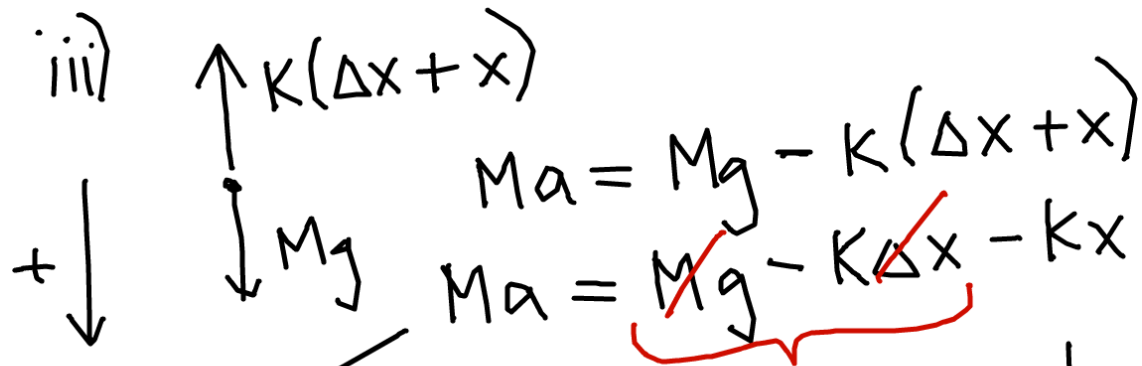 iii)
K(Δx+x)
Ma = Mg - K(Δx+x)
+
Mg
Ma = Mg - KΔx - Kx